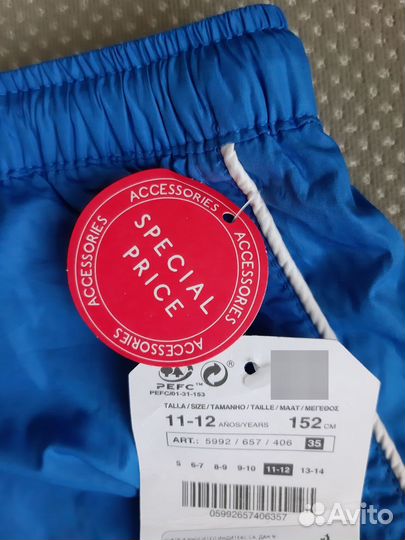 ACCESSORIES
ACCESSORIES
ACCESSORIES
ACCESSORIES
SPECIAL
PRICE
PEFC™
PEFC/01-31-153
TALLA / SIZE / TAMANHO / TAILLE / MAAT / ΜΕΓΕΘΟΣ
11-12 AÑOS/YEARS 152 CM
ART.: 5992 / 657 / 406 35
5 6-7 8-9 9-10 11-12 13-14
05992657406357
Avito